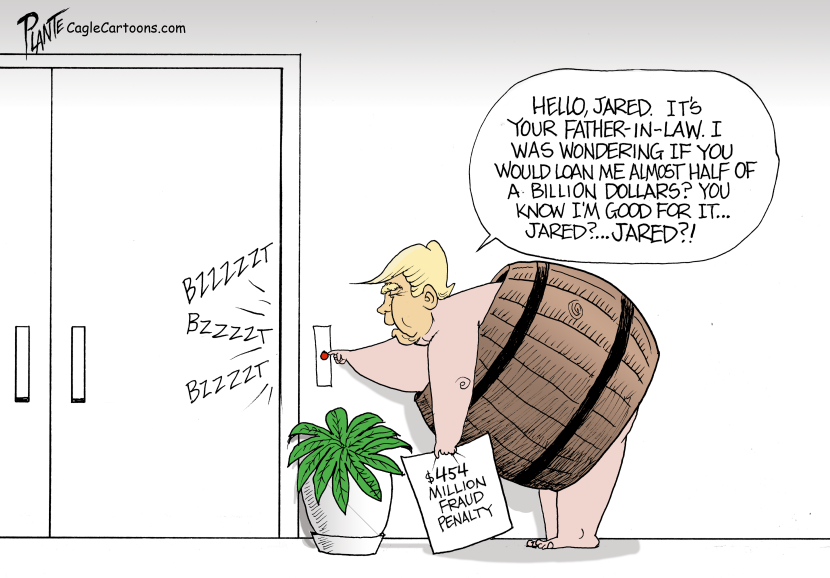 PLANTE CagleCartoons.com
HELLO, JARED. IT'S
YOUR FATHER-IN-LAW. I
WAS WONDERING IF YOU
WOULD LOAN ME ALMOST HALF OF
A BILLION DOLLARS? YOU
KNOW I'M GOOD FOR IT...
JARED?...JARED?!
BZZZZZT
BZZZZT
BZZZZT
$454
MILLION
FRAUD
PENALTY